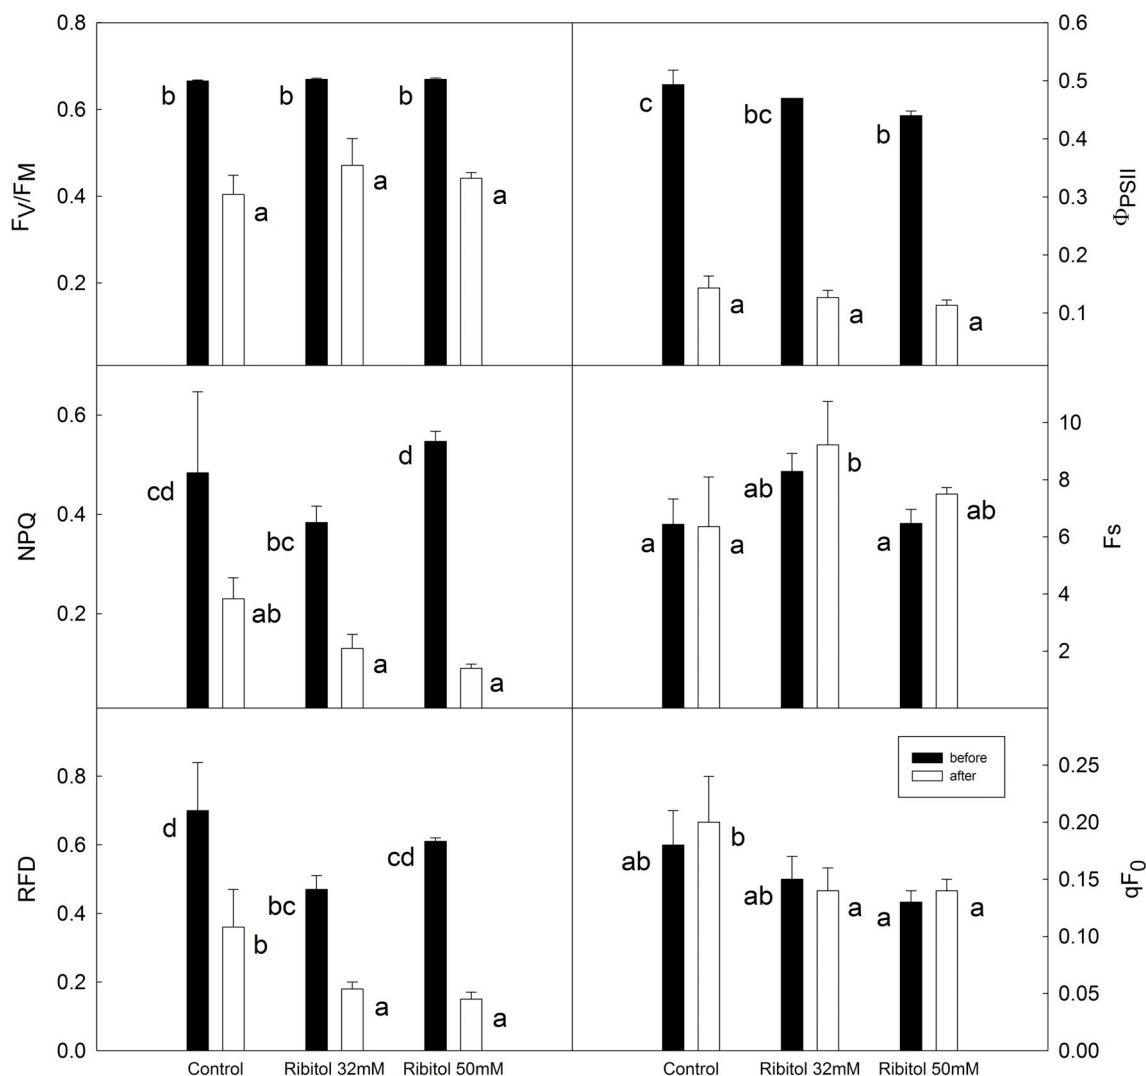 0.8
0.6
0.4
0.2
FV/FM
b
b
b
a
a
a
0.6
0.5
0.4
0.3
0.2
0.1
ΦPSII
c
bc
b
a
a
a
0.6
0.4
0.2
NPQ
cd
ab
bc
a
d
a
10
8
6
4
2
Fs
a
a
ab
b
a
ab
0.8
0.6
0.4
0.2
0.0
RFD
d
b
bc
a
cd
a
before
after
0.25
0.20
0.15
0.10
0.05
0.00
qF0
ab
b
ab
a
a
a
Control Ribitol 32mM Ribitol 50mM
Control Ribitol 32mM Ribitol 50mM